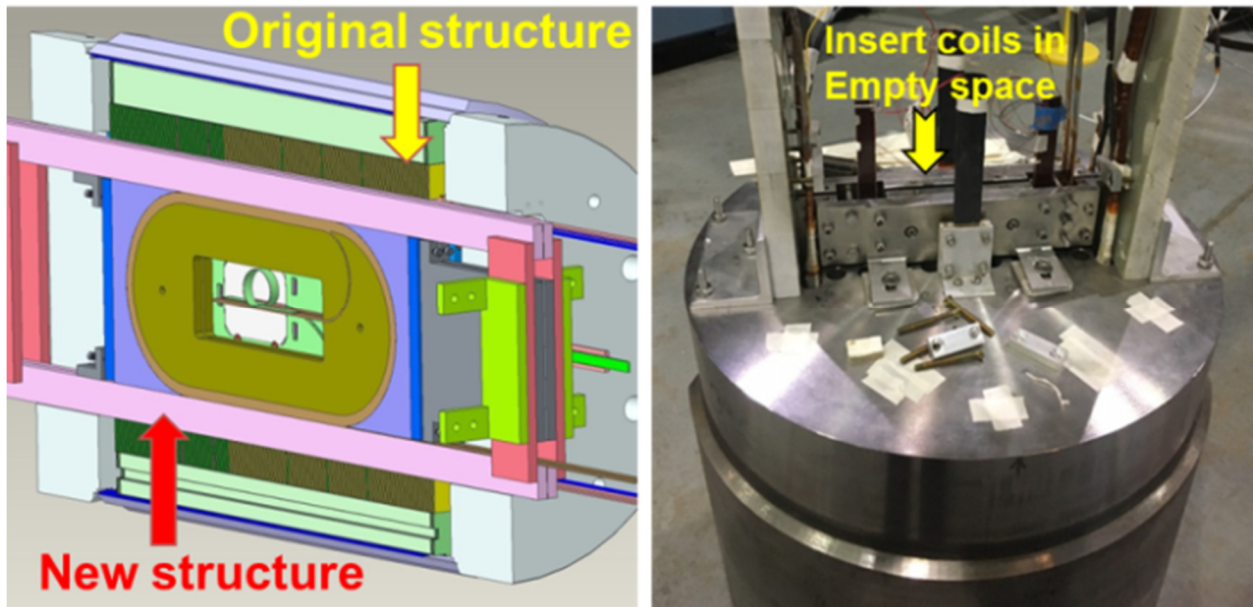 Original structure
New structure
Insert coils in
Empty space